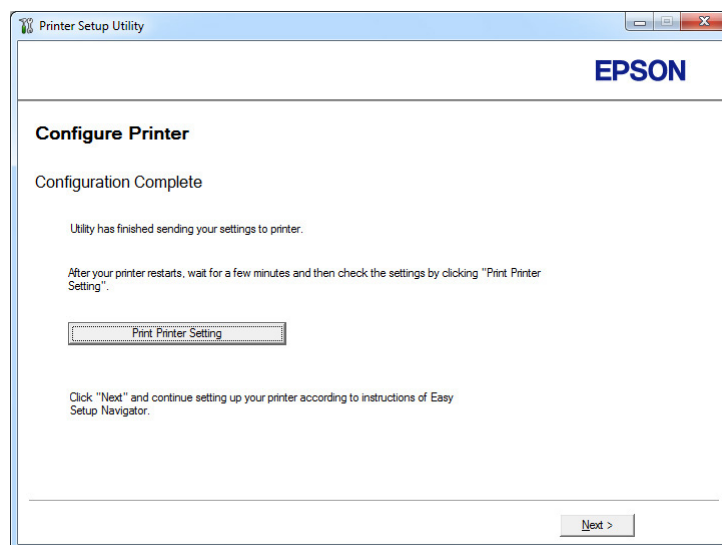 Printer Setup Utility
EPSON
Configure Printer
Configuration Complete
Utility has finished sending your settings to printer.
After your printer restarts, wait for a few minutes and then check the settings by clicking "Print Printer
Setting".
Print Printer Setting
Click "Next" and continue setting up your printer according to instructions of Easy
Setup Navigator.
Next >